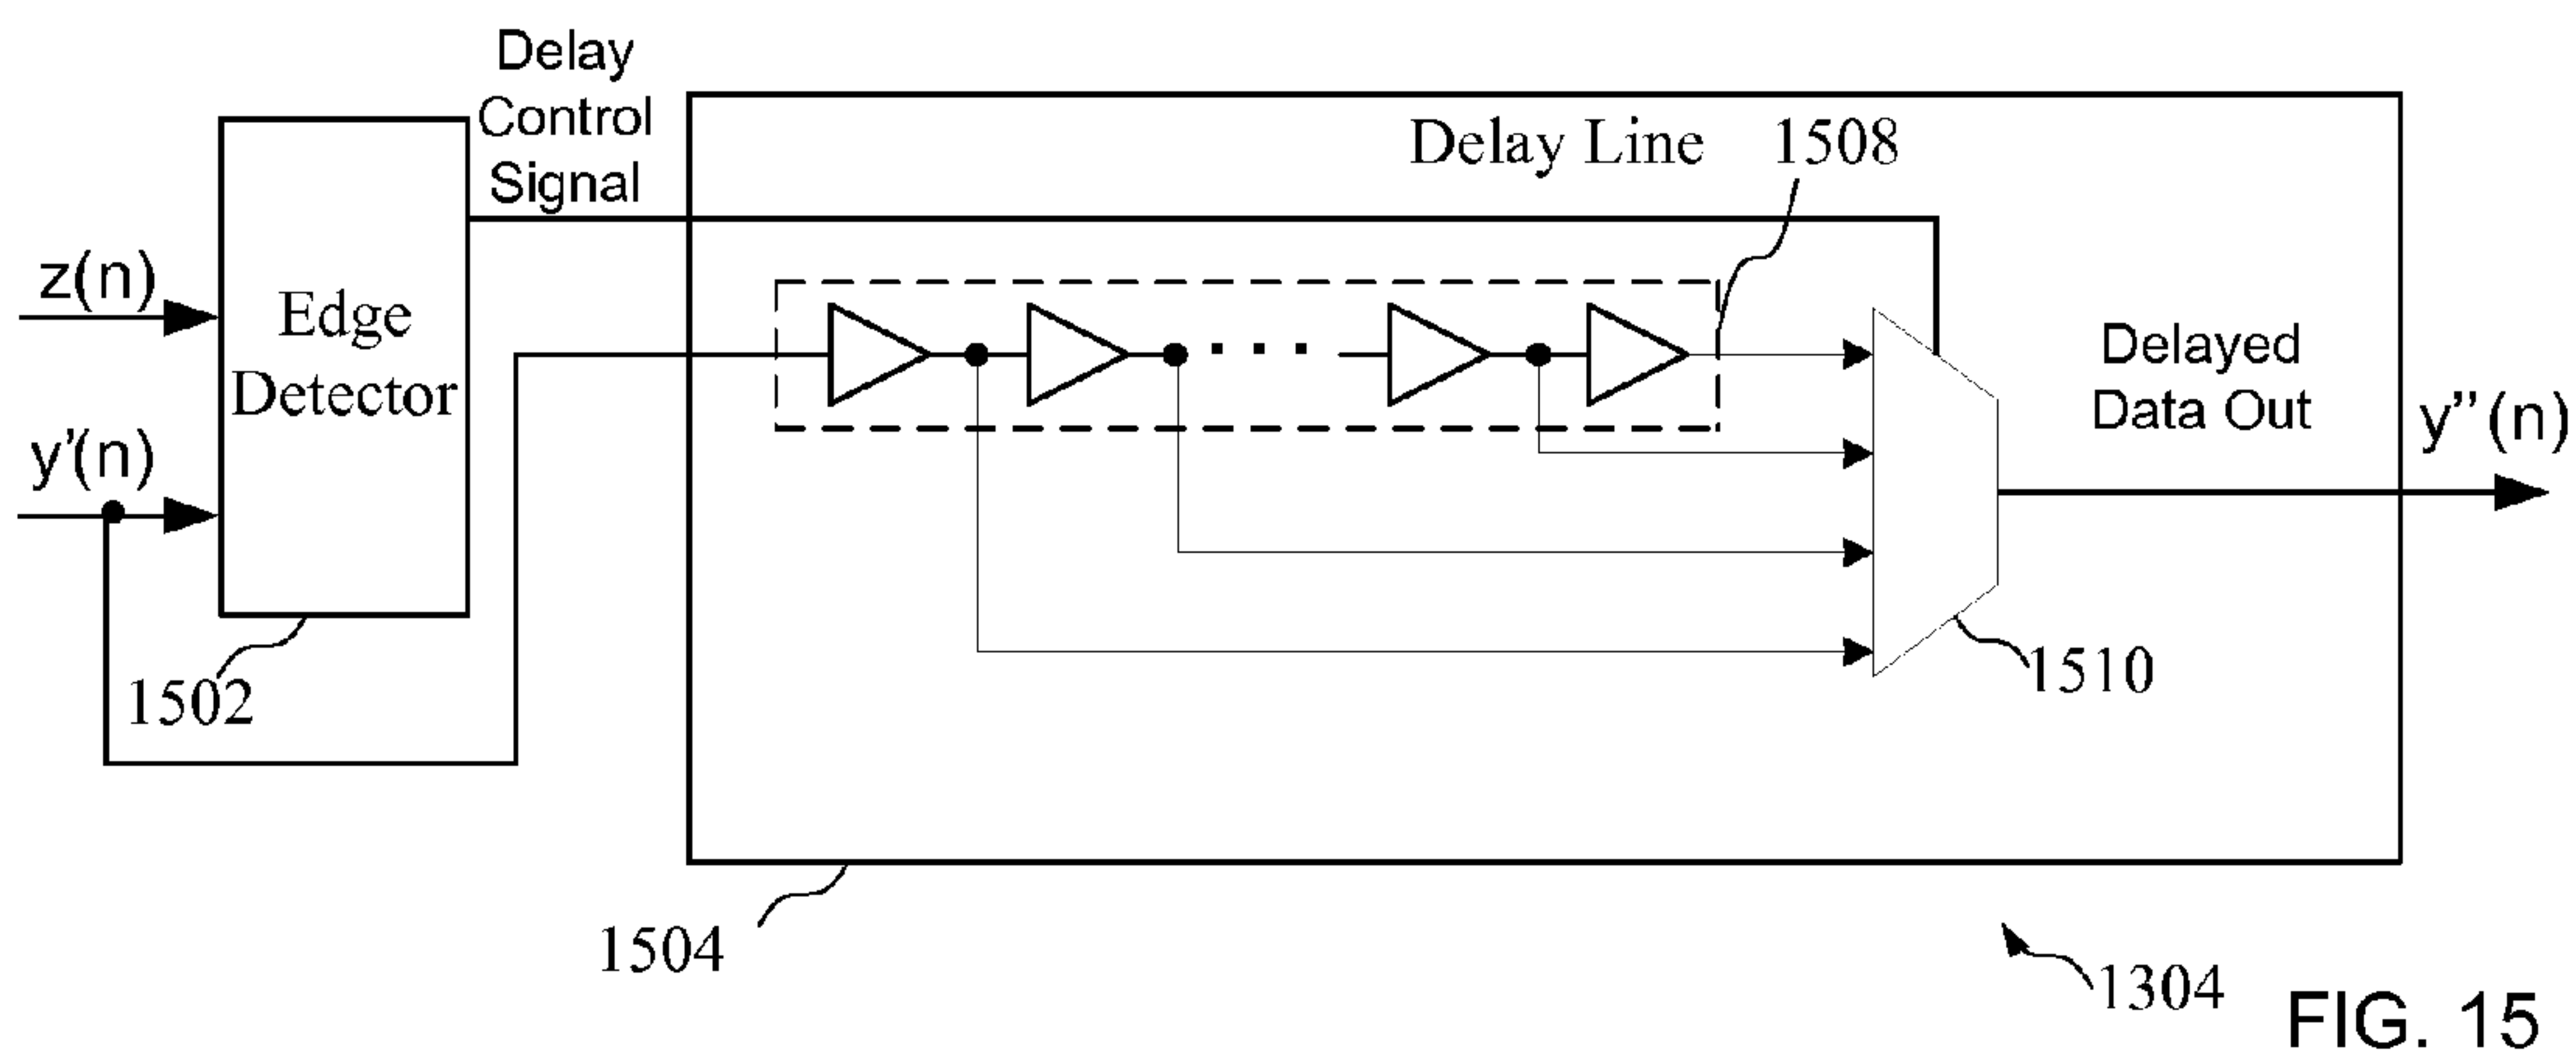 Delay
Control
Signal
Delay Line
1508
z(n)
Edge
Detector
y'(n)
Delayed
Data Out
y''(n)
1502
1510
1504
1304
FIG. 15